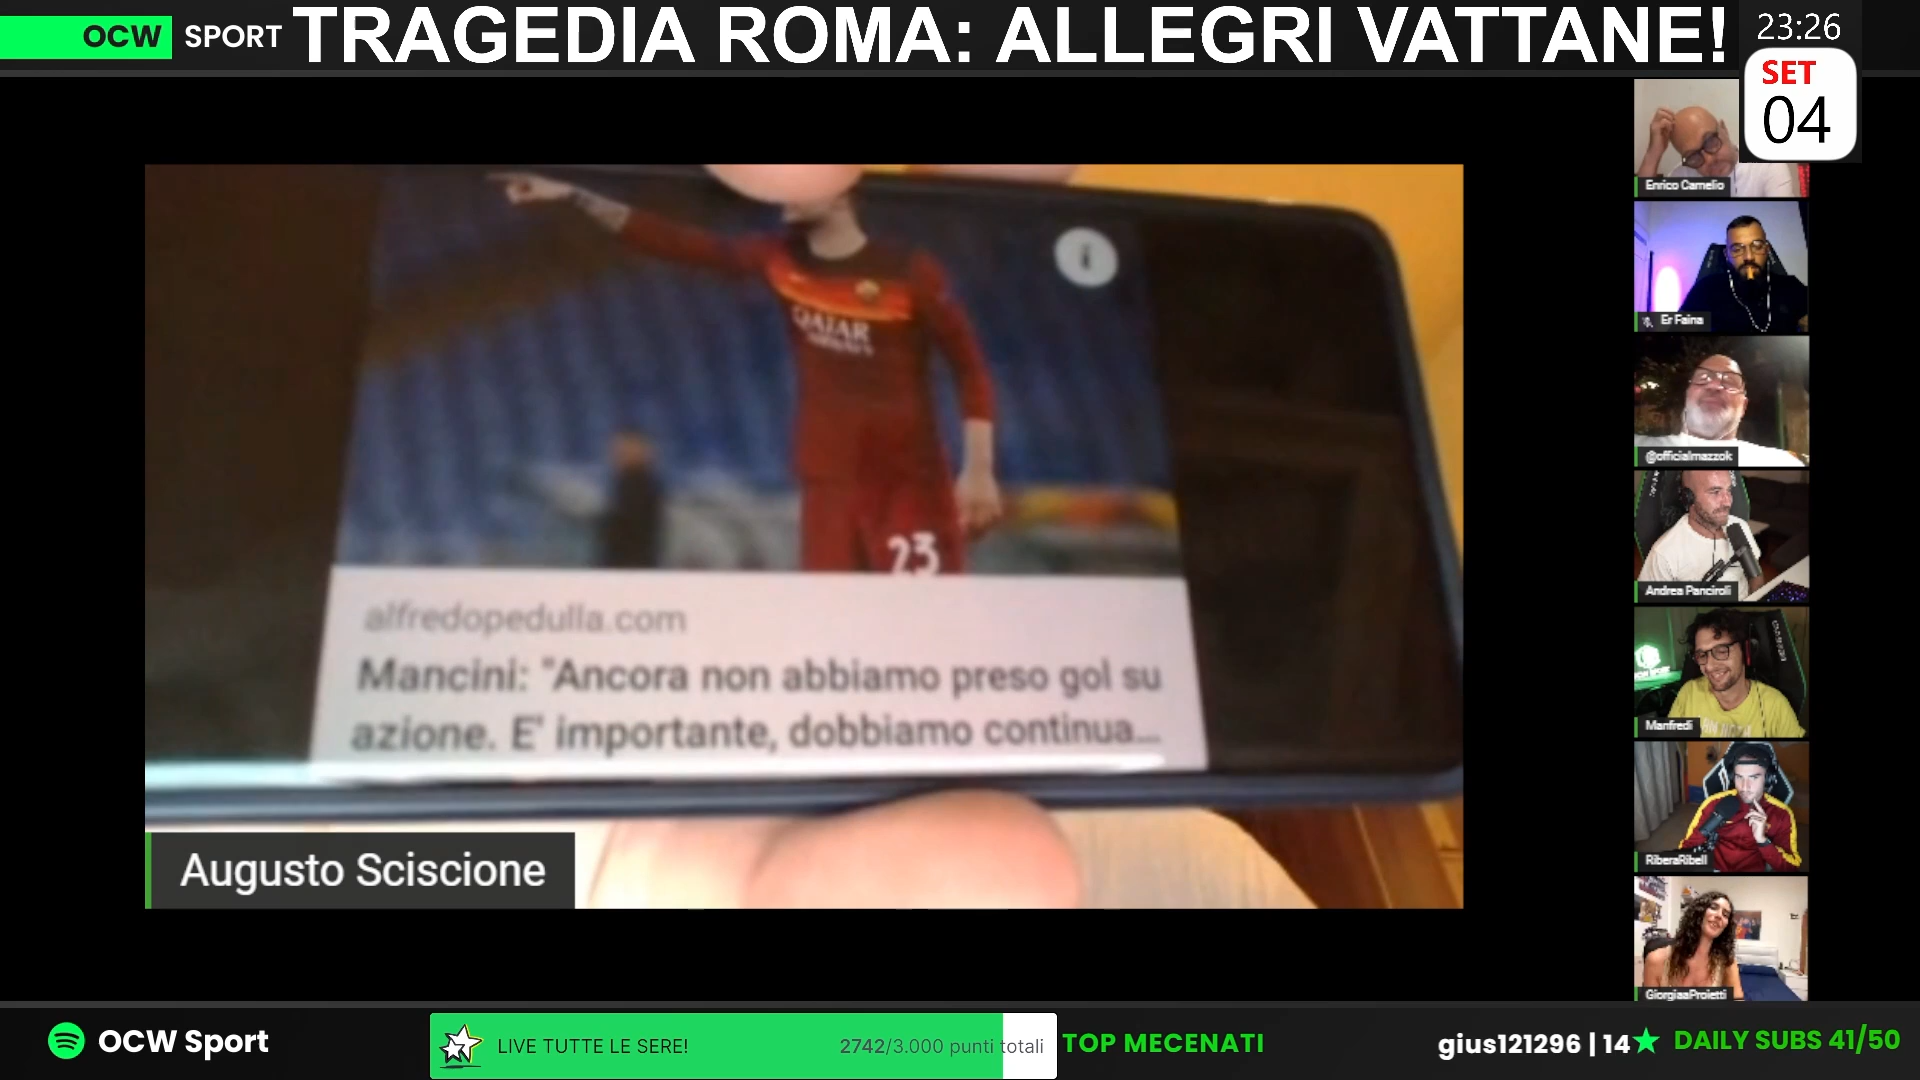 OCW SPORT TRAGEDIA ROMA: ALLEGRI VATTANE! 23:26
SET
04
Enrico Camelio
Er Faina
@officialmazzok
Andrea Panciroli
Manfredi
RiberaRibell
GiorgiaaProietti
QATAR
AIRWAYS
i
23
alfredopedulla.com
Mancini: "Ancora non abbiamo preso gol su
azione. E' importante, dobbiamo continua...
Augusto Sciscione
OCW Sport
LIVE TUTTE LE SERE! 2742/3.000 punti totali
TOP MECENATI
gius121296 | 14
DAILY SUBS 41/50